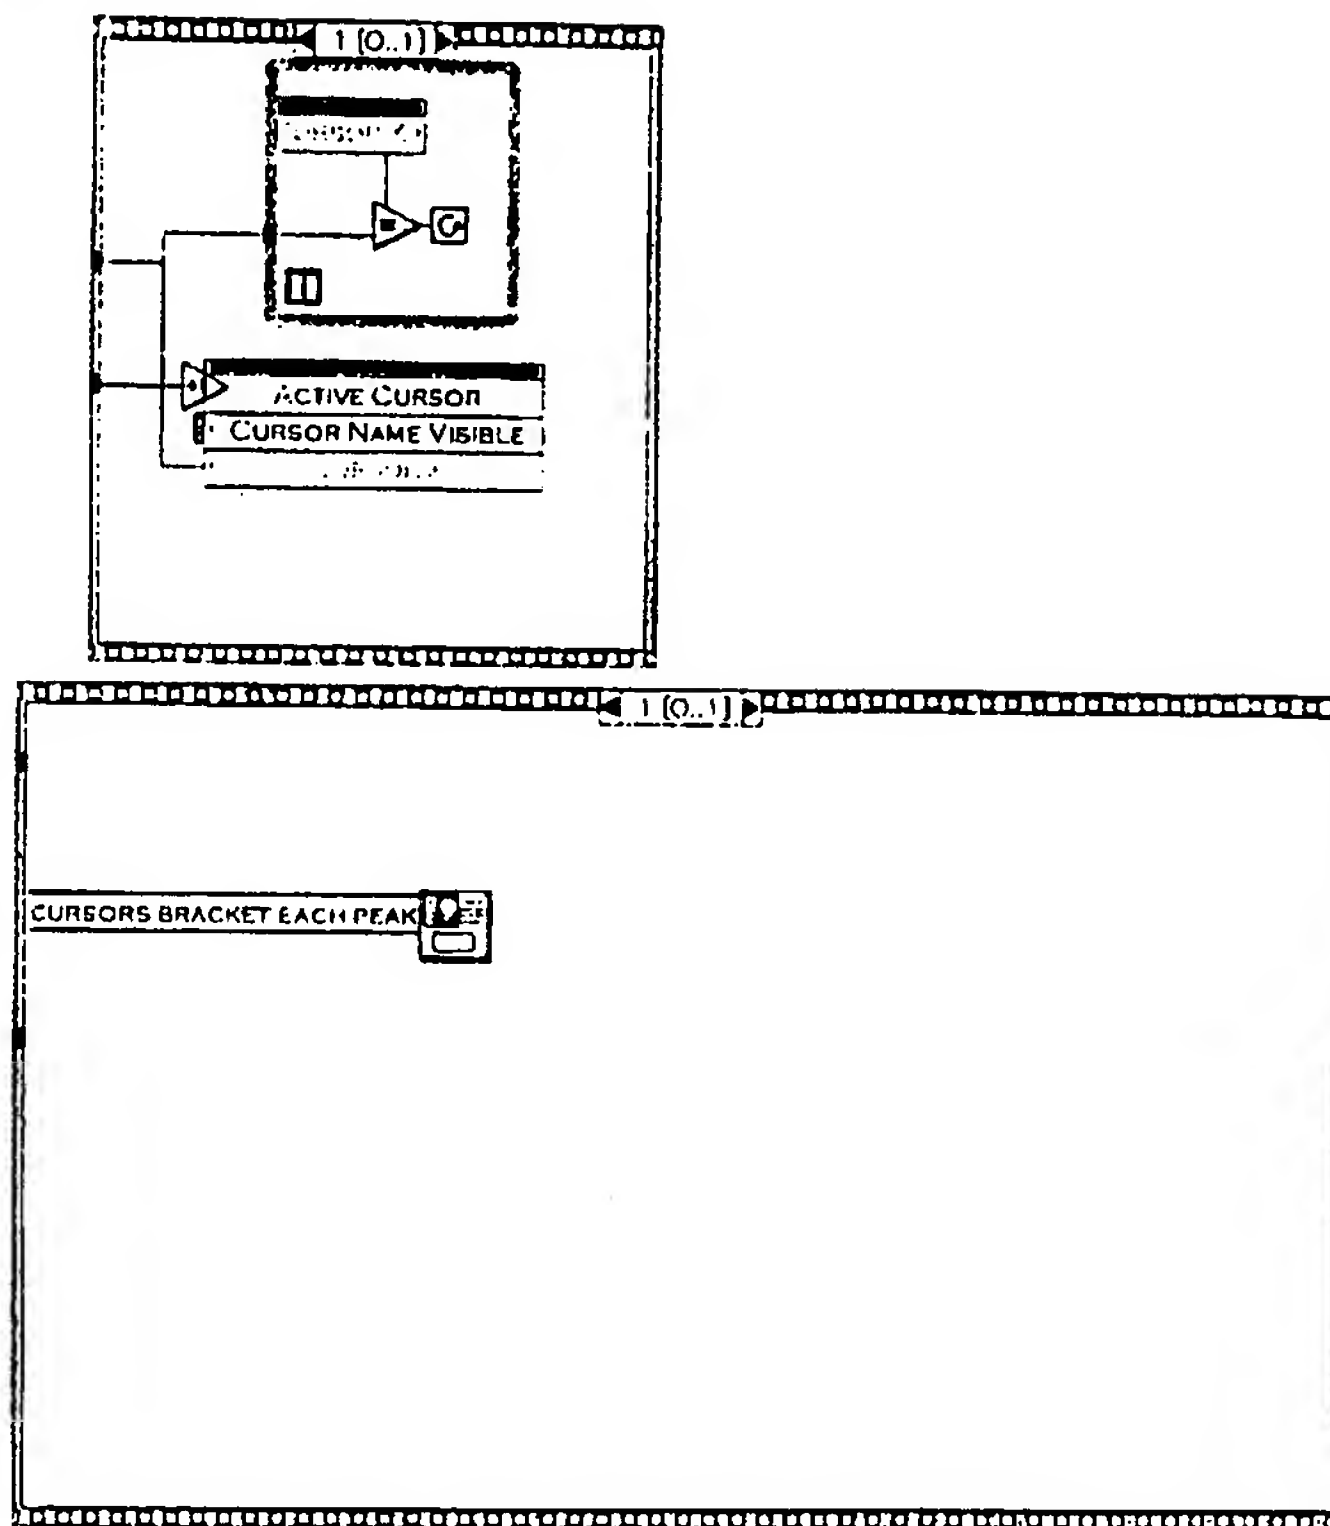 1 [0..1]
ACTIVE CURSOR
CURSOR NAME VISIBLE
1 [0..1]
CURSORS BRACKET EACH PEAK